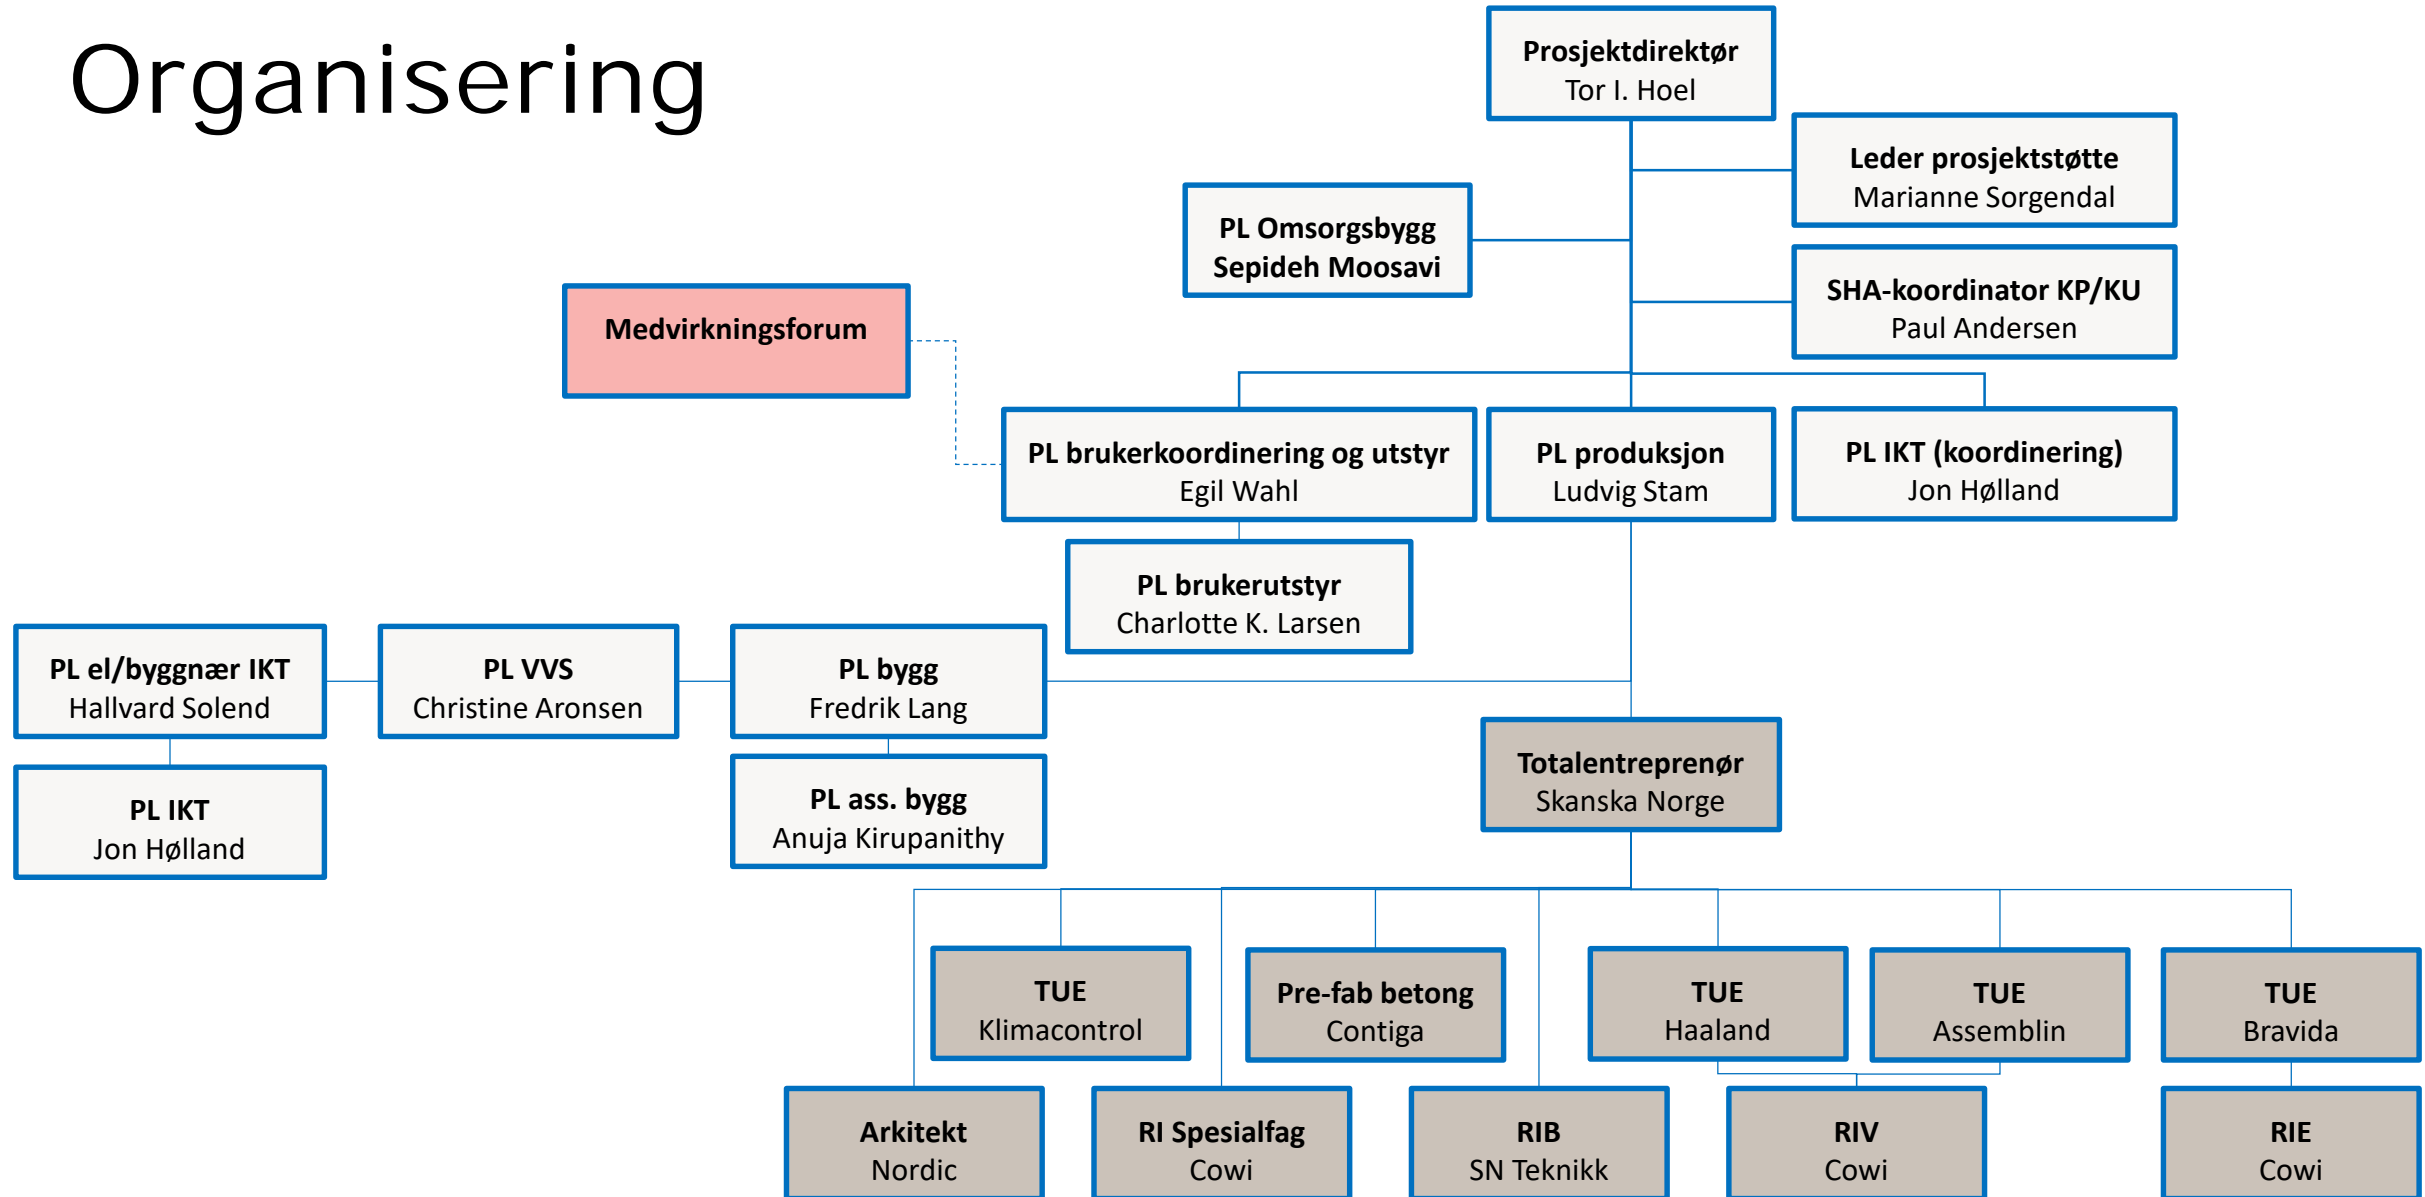 Organisering
Prosjektdirektør
Tor I. Hoel
Leder prosjektstøtte
Marianne Sorgendal
PL Omsorgsbygg
Sepideh Moosavi
SHA-koordinator KP/KU
Paul Andersen
Medvirkningsforum
PL brukerkoordinering og utstyr
Egil Wahl
PL produksjon
Ludvig Stam
PL IKT (koordinering)
Jon Hølland
PL brukerutstyr
Charlotte K. Larsen
PL el/byggnær IKT
Hallvard Solend
PL VVS
Christine Aronsen
PL bygg
Fredrik Lang
PL IKT
Jon Hølland
PL ass. bygg
Anuja Kirupanithy
Totalentreprenør
Skanska Norge
TUE
Klimacontrol
Pre-fab betong
Contiga
TUE
Haaland
TUE
Assemblin
TUE
Bravida
Arkitekt
Nordic
RI Spesialfag
Cowi
RIB
SN Teknikk
RIV
Cowi
RIE
Cowi